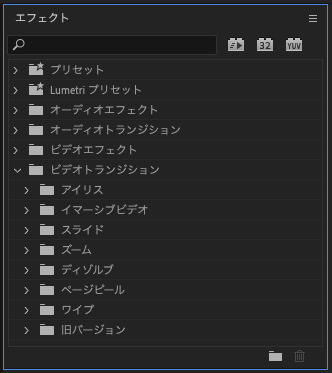 エフェクト
32
YUV
プリセット
Lumetri プリセット
オーディオエフェクト
オーディオトランジション
ビデオエフェクト
ビデオトランジション
アイリス
イマーシブビデオ
スライド
ズーム
ディゾルブ
ページピール
ワイプ
旧バージョン